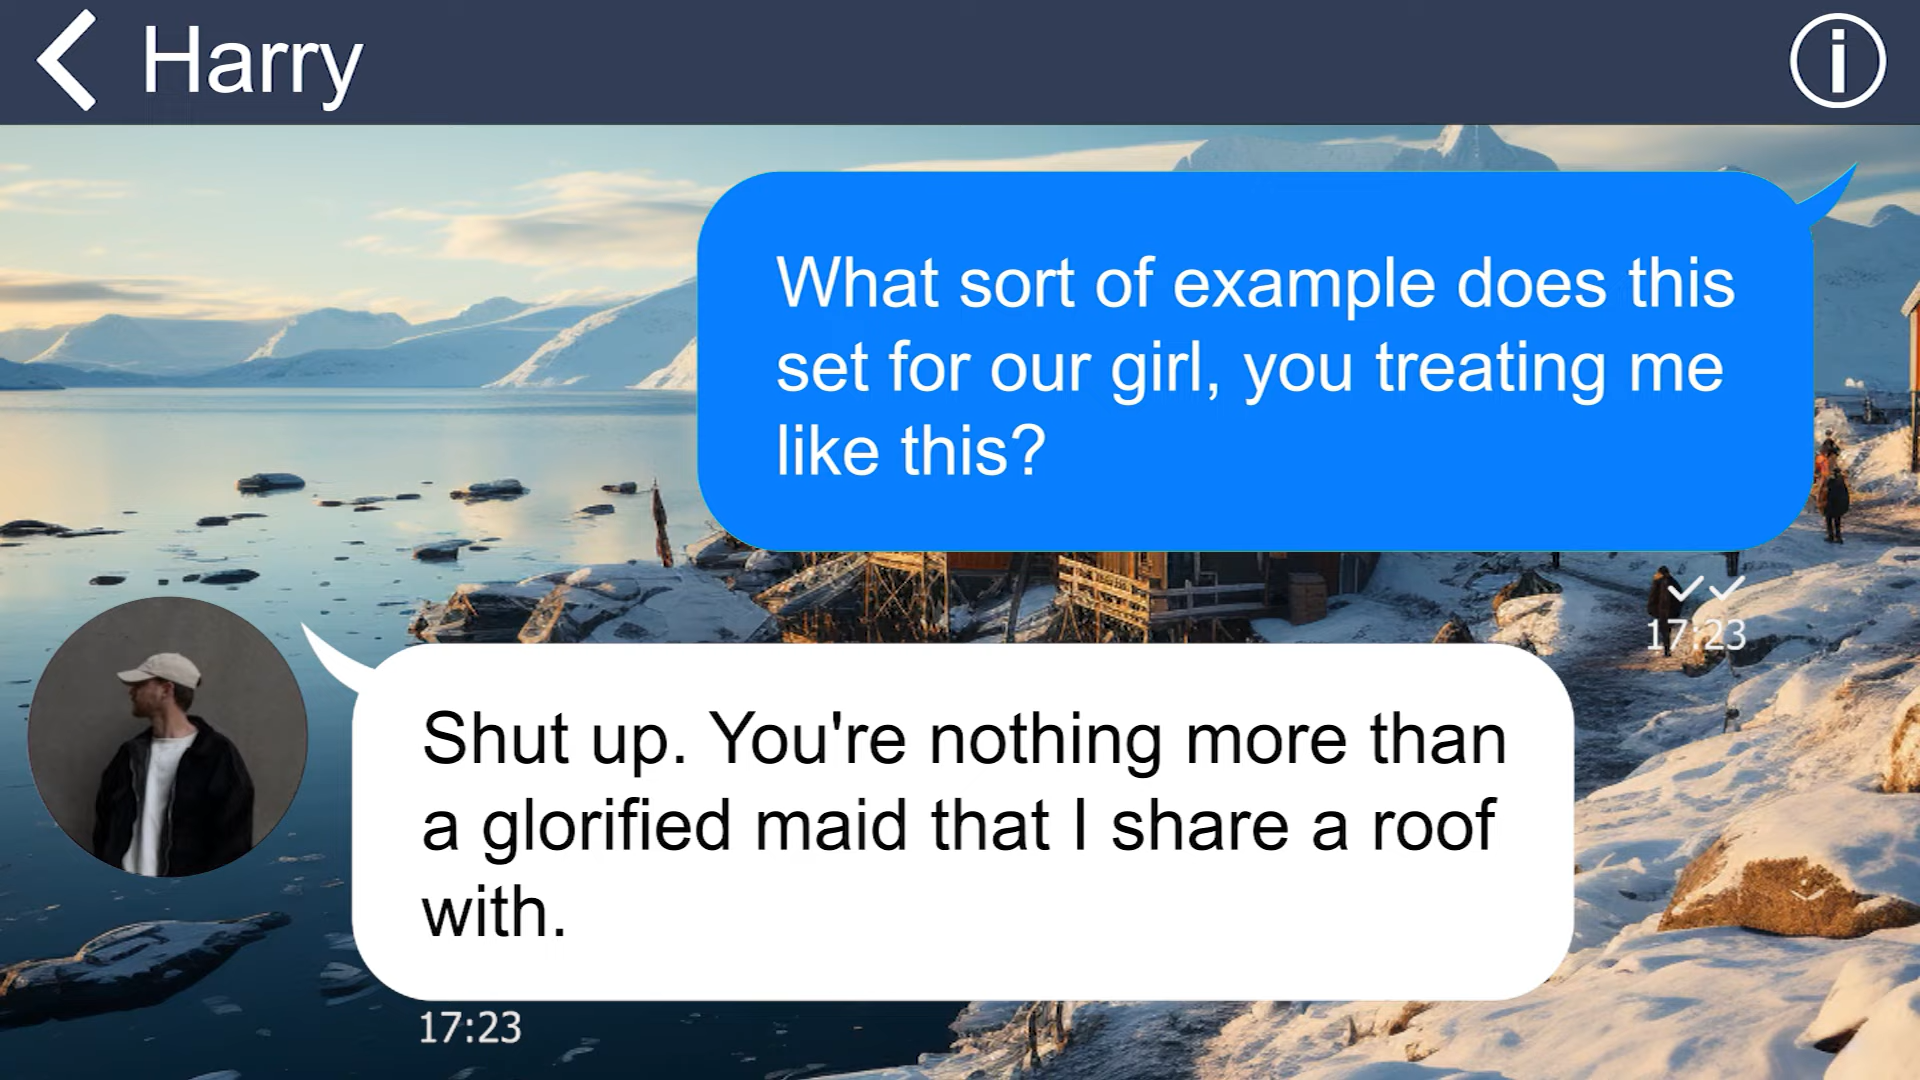 Harry
What sort of example does this
set for our girl, you treating me
like this?
17:23
Shut up. You're nothing more than
a glorified maid that I share a roof
with.
17:23